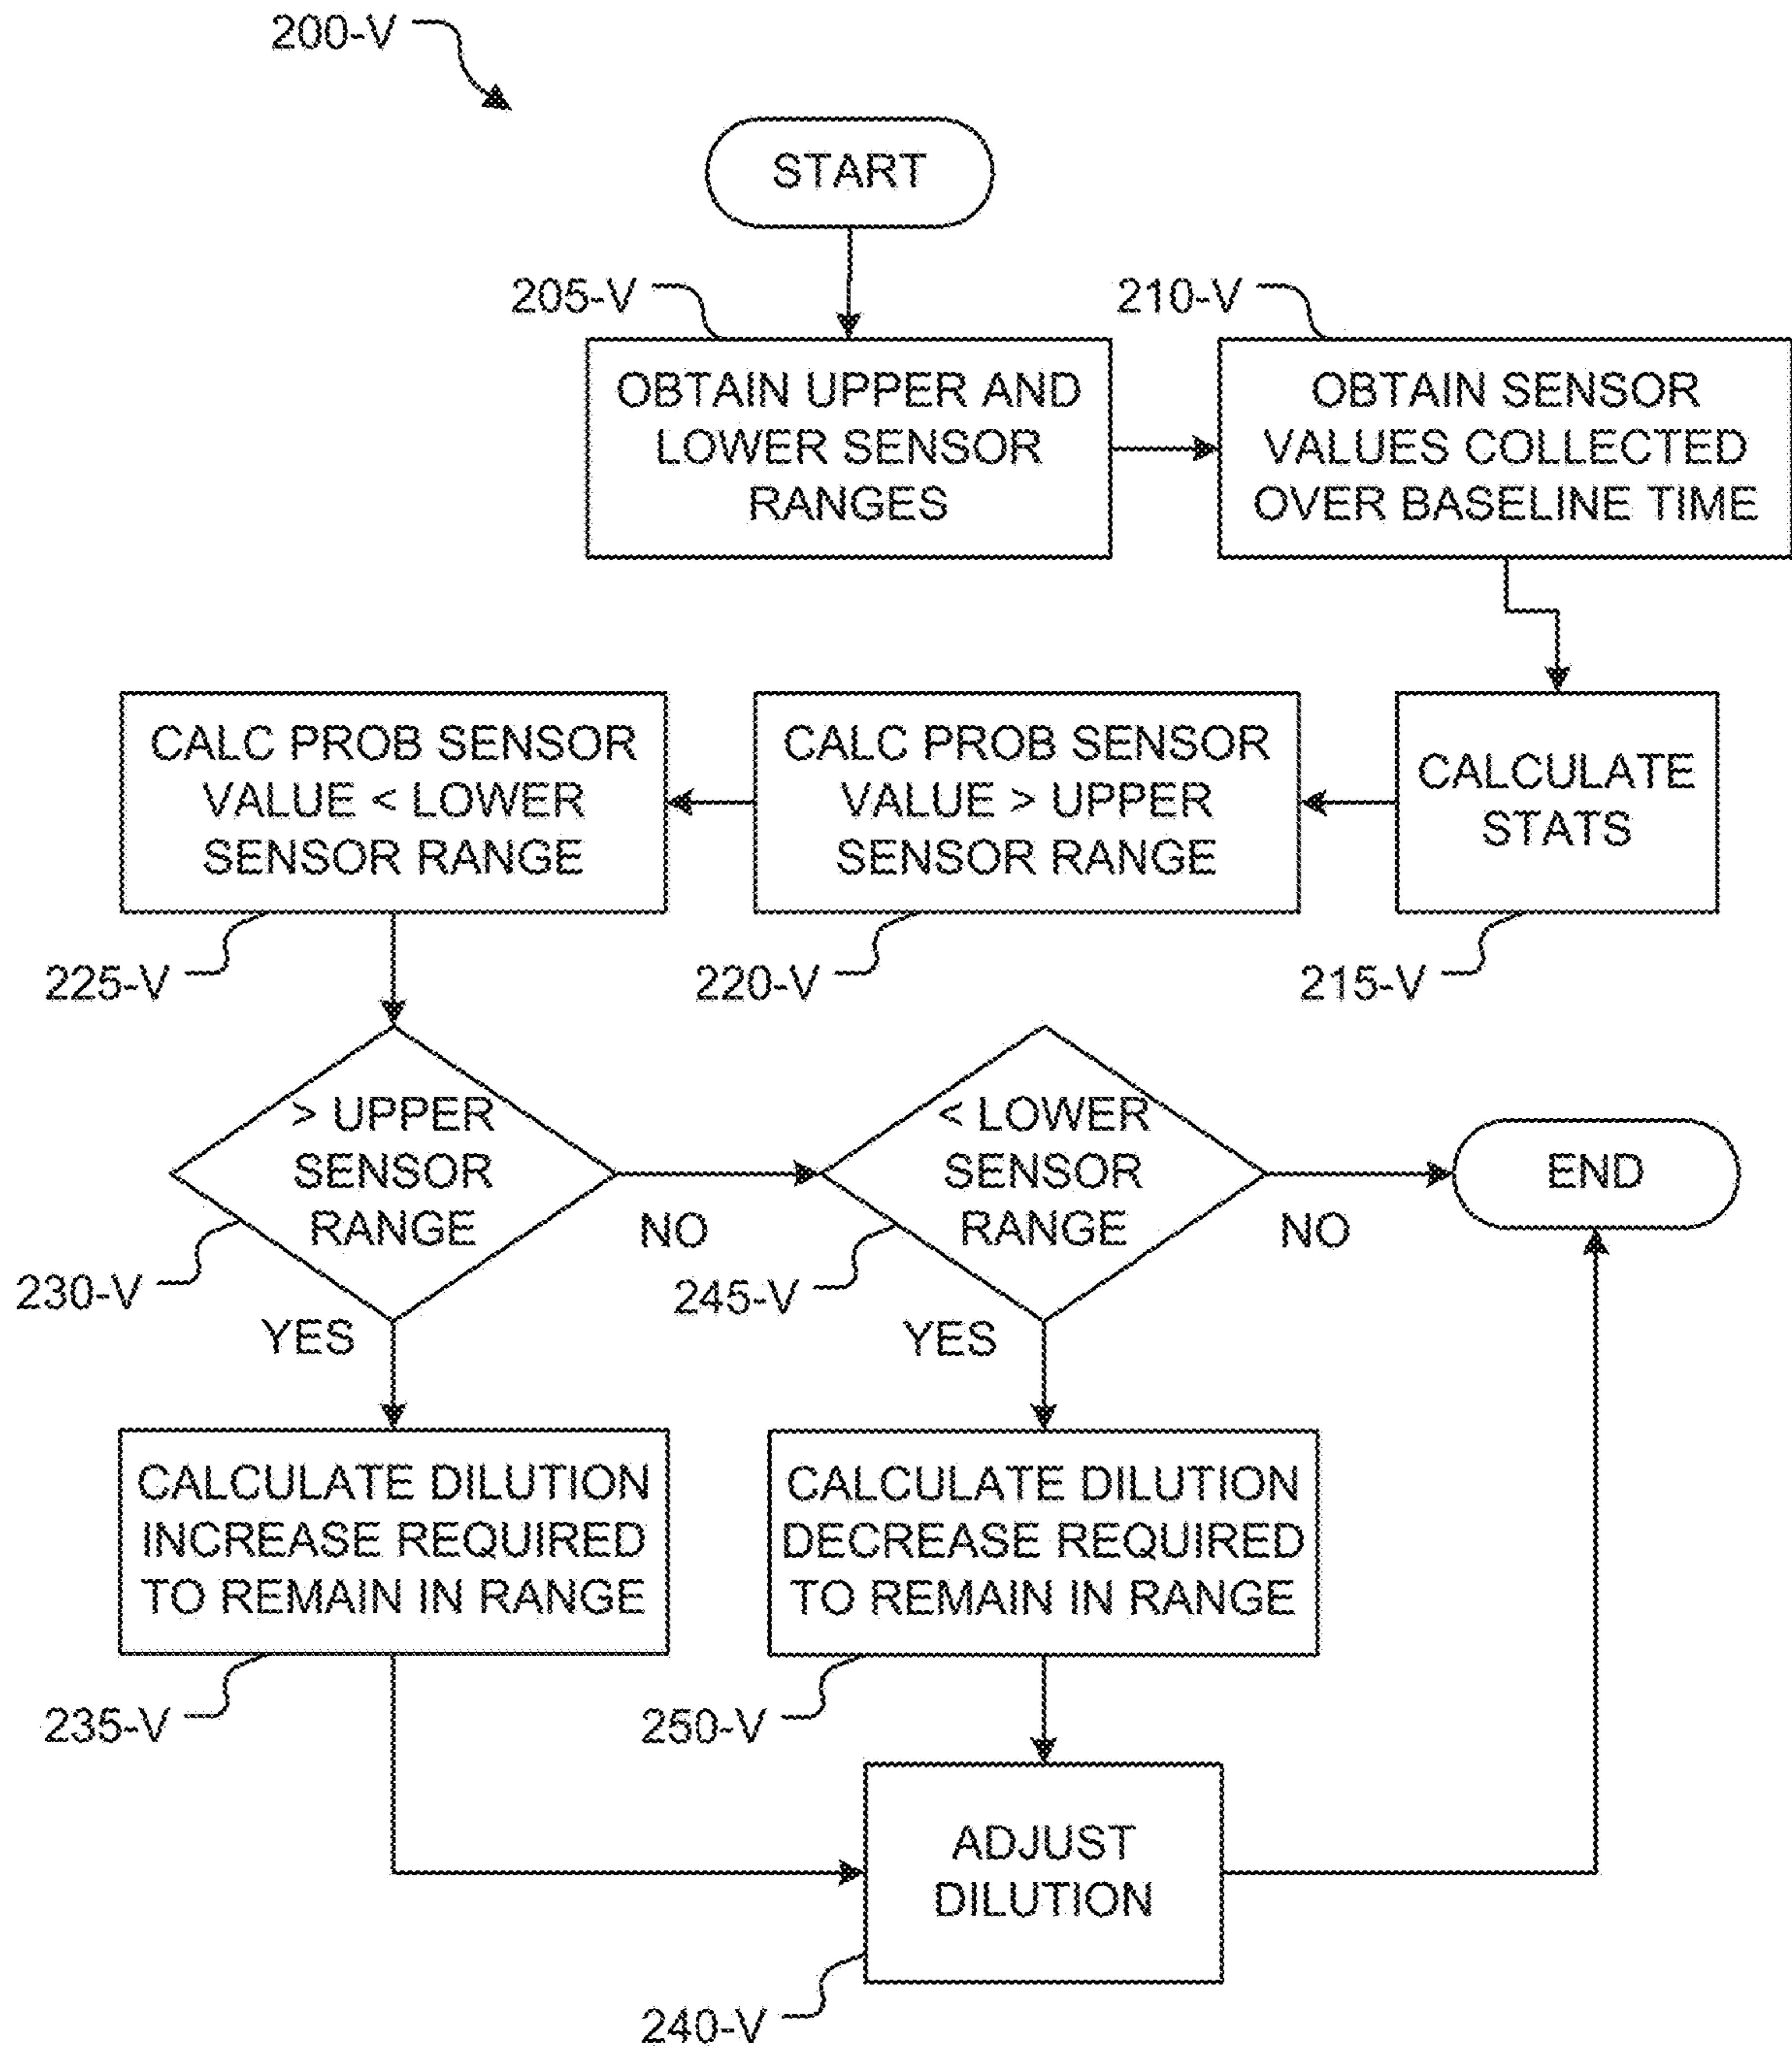 200-V
START
205-V
210-V
OBTAIN UPPER AND
LOWER SENSOR
RANGES
OBTAIN SENSOR
VALUES COLLECTED
OVER BASELINE TIME
CALC PROB SENSOR
VALUE < LOWER
SENSOR RANGE
CALC PROB SENSOR
VALUE > UPPER
SENSOR RANGE
CALCULATE
STATS
225-V
220-V
215-V
> UPPER
SENSOR
RANGE
< LOWER
SENSOR
RANGE
END
NO
NO
230-V
245-V
YES
YES
CALCULATE DILUTION
INCREASE REQUIRED
TO REMAIN IN RANGE
CALCULATE DILUTION
DECREASE REQUIRED
TO REMAIN IN RANGE
235-V
250-V
ADJUST
DILUTION
240-V